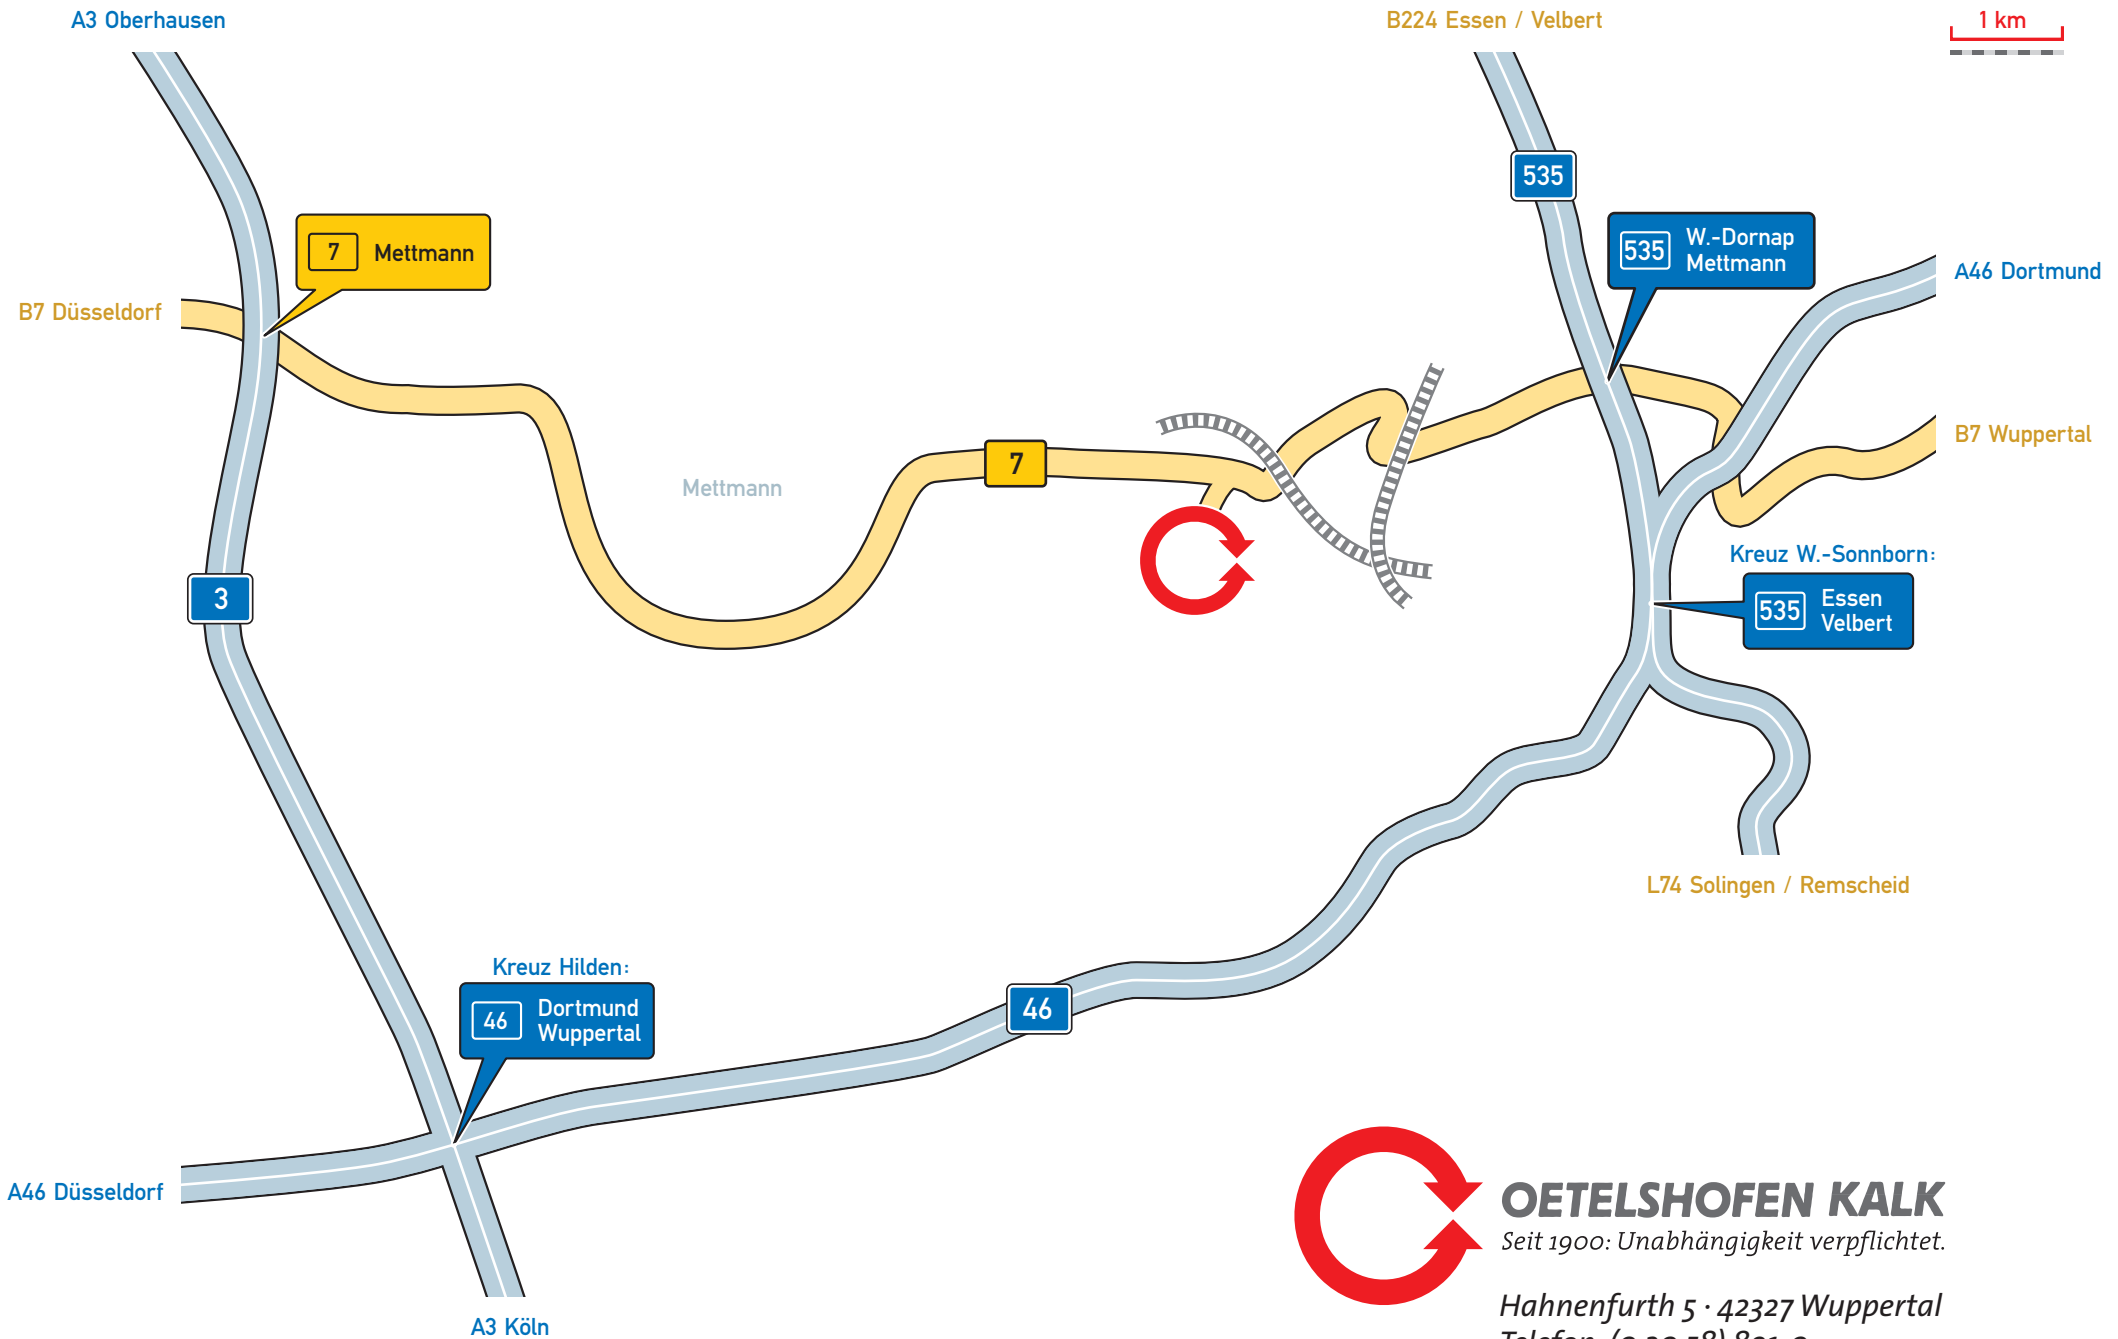 A3 Oberhausen
B224 Essen / Velbert
1 km
535
7 Mettmann
535 W.-Dornap
Mettmann
A46 Dortmund
B7 Düsseldorf
B7 Wuppertal
7
Mettmann
Kreuz W.-Sonnborn:
535 Essen
Velbert
3
L74 Solingen / Remscheid
Kreuz Hilden:
46 Dortmund
Wuppertal
46
A46 Düsseldorf
OETELSHOFEN KALK
Seit 1900: Unabhängigkeit verpflichtet.
Hahnenfurth 5 · 42327 Wuppertal
A3 Köln
Telefon